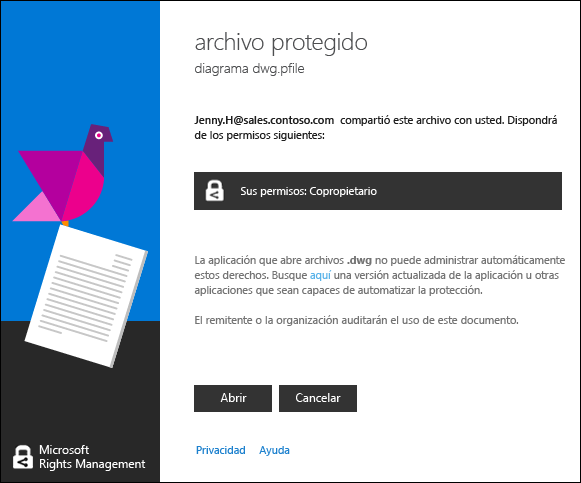 archivo protegido
diagrama dwg.pfile
Jenny.H@sales.contoso.com compartió este archivo con usted. Dispondrá
de los permisos siguientes:
Sus permisos: Copropietario
La aplicación que abre archivos .dwg no puede administrar automáticamente
estos derechos. Busque aquí una versión actualizada de la aplicación u otras
aplicaciones que sean capaces de automatizar la protección.
El remitente o la organización auditarán el uso de este documento.
Abrir
Cancelar
Privacidad
Ayuda
Microsoft
Rights Management